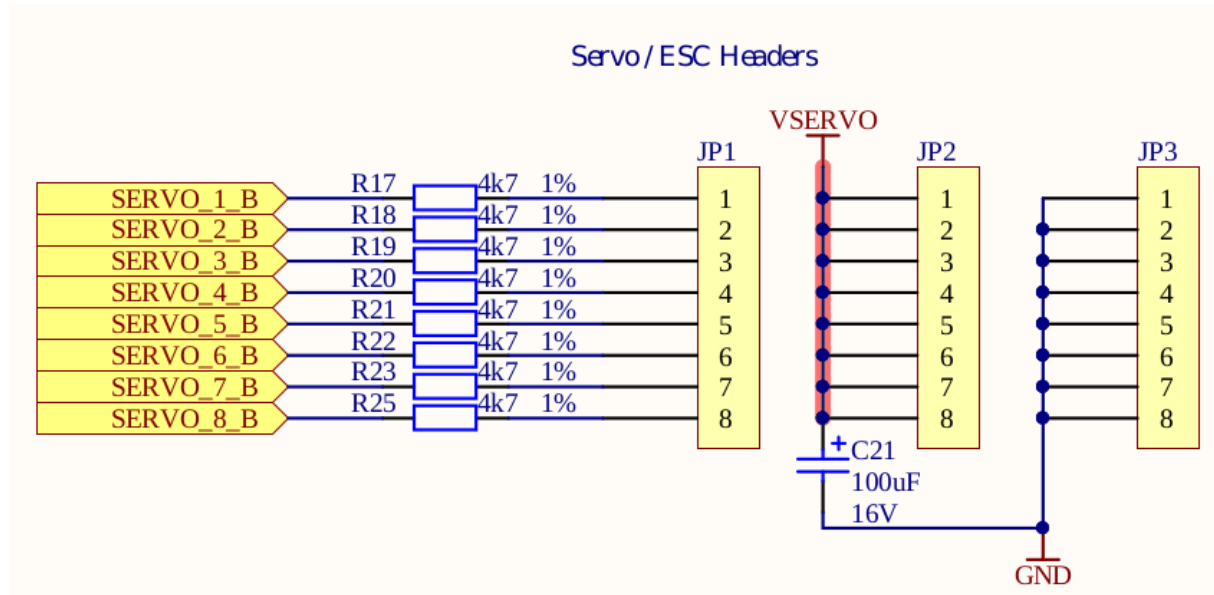 Servo / ESC Headers
VSERVO
JP1
JP2
JP3
SERVO_1_B R17 4k7 1% 1 1 1
SERVO_2_B R18 4k7 1% 2 2 2
SERVO_3_B R19 4k7 1% 3 3 3
SERVO_4_B R20 4k7 1% 4 4 4
SERVO_5_B R21 4k7 1% 5 5 5
SERVO_6_B R22 4k7 1% 6 6 6
SERVO_7_B R23 4k7 1% 7 7 7
SERVO_8_B R25 4k7 1% 8 8 8
+ C21
100uF
16V
GND